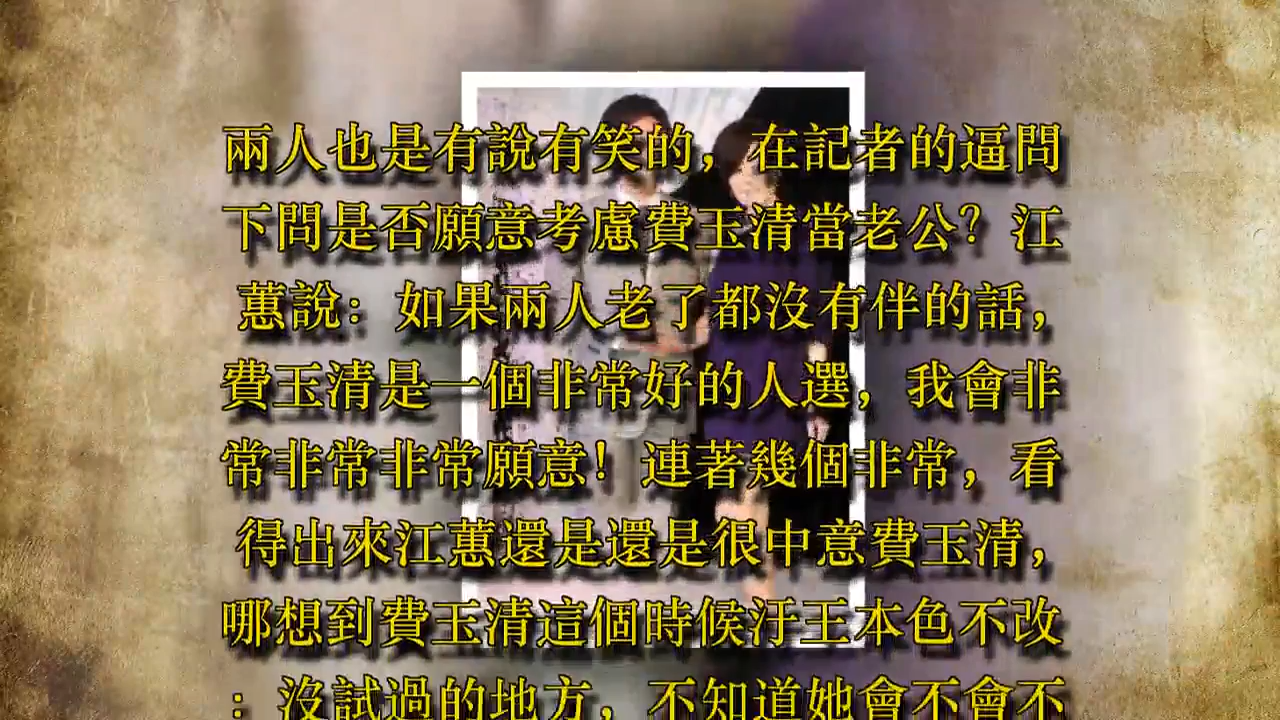 兩人也是有說有笑的，在記者的逼問
下問是否願意考慮費玉清當老公？江
蕙說：如果兩人老了都沒有伴的話，
費玉清是一個非常好的人選，我會非
常非常非常願意！連著幾個非常，看
得出來江蕙還是還是很中意費玉清，
哪想到費玉清這個時候汙王本色不改
：沒試過的地方，不知道她會不會不